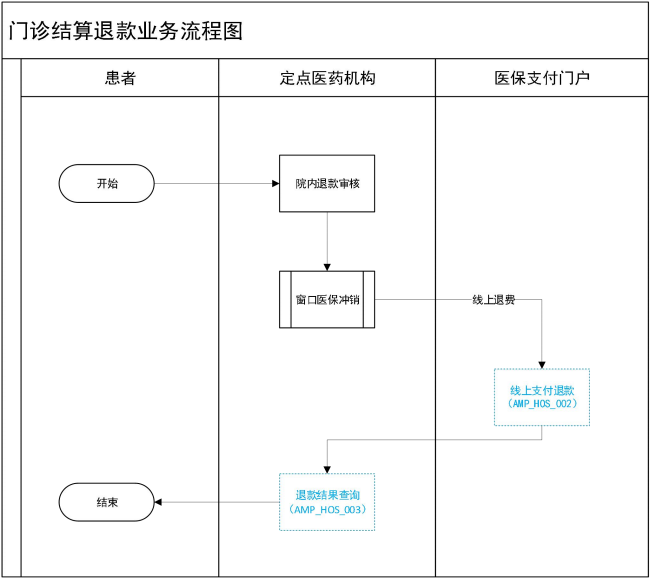 门诊结算退款业务流程图
患者
定点医药机构
医保支付门户
开始
院内退款审核
窗口医保冲销
线上退费
线上支付退款
（AMP_HOS_002）
退款结果查询
（AMP_HOS_003）
结束